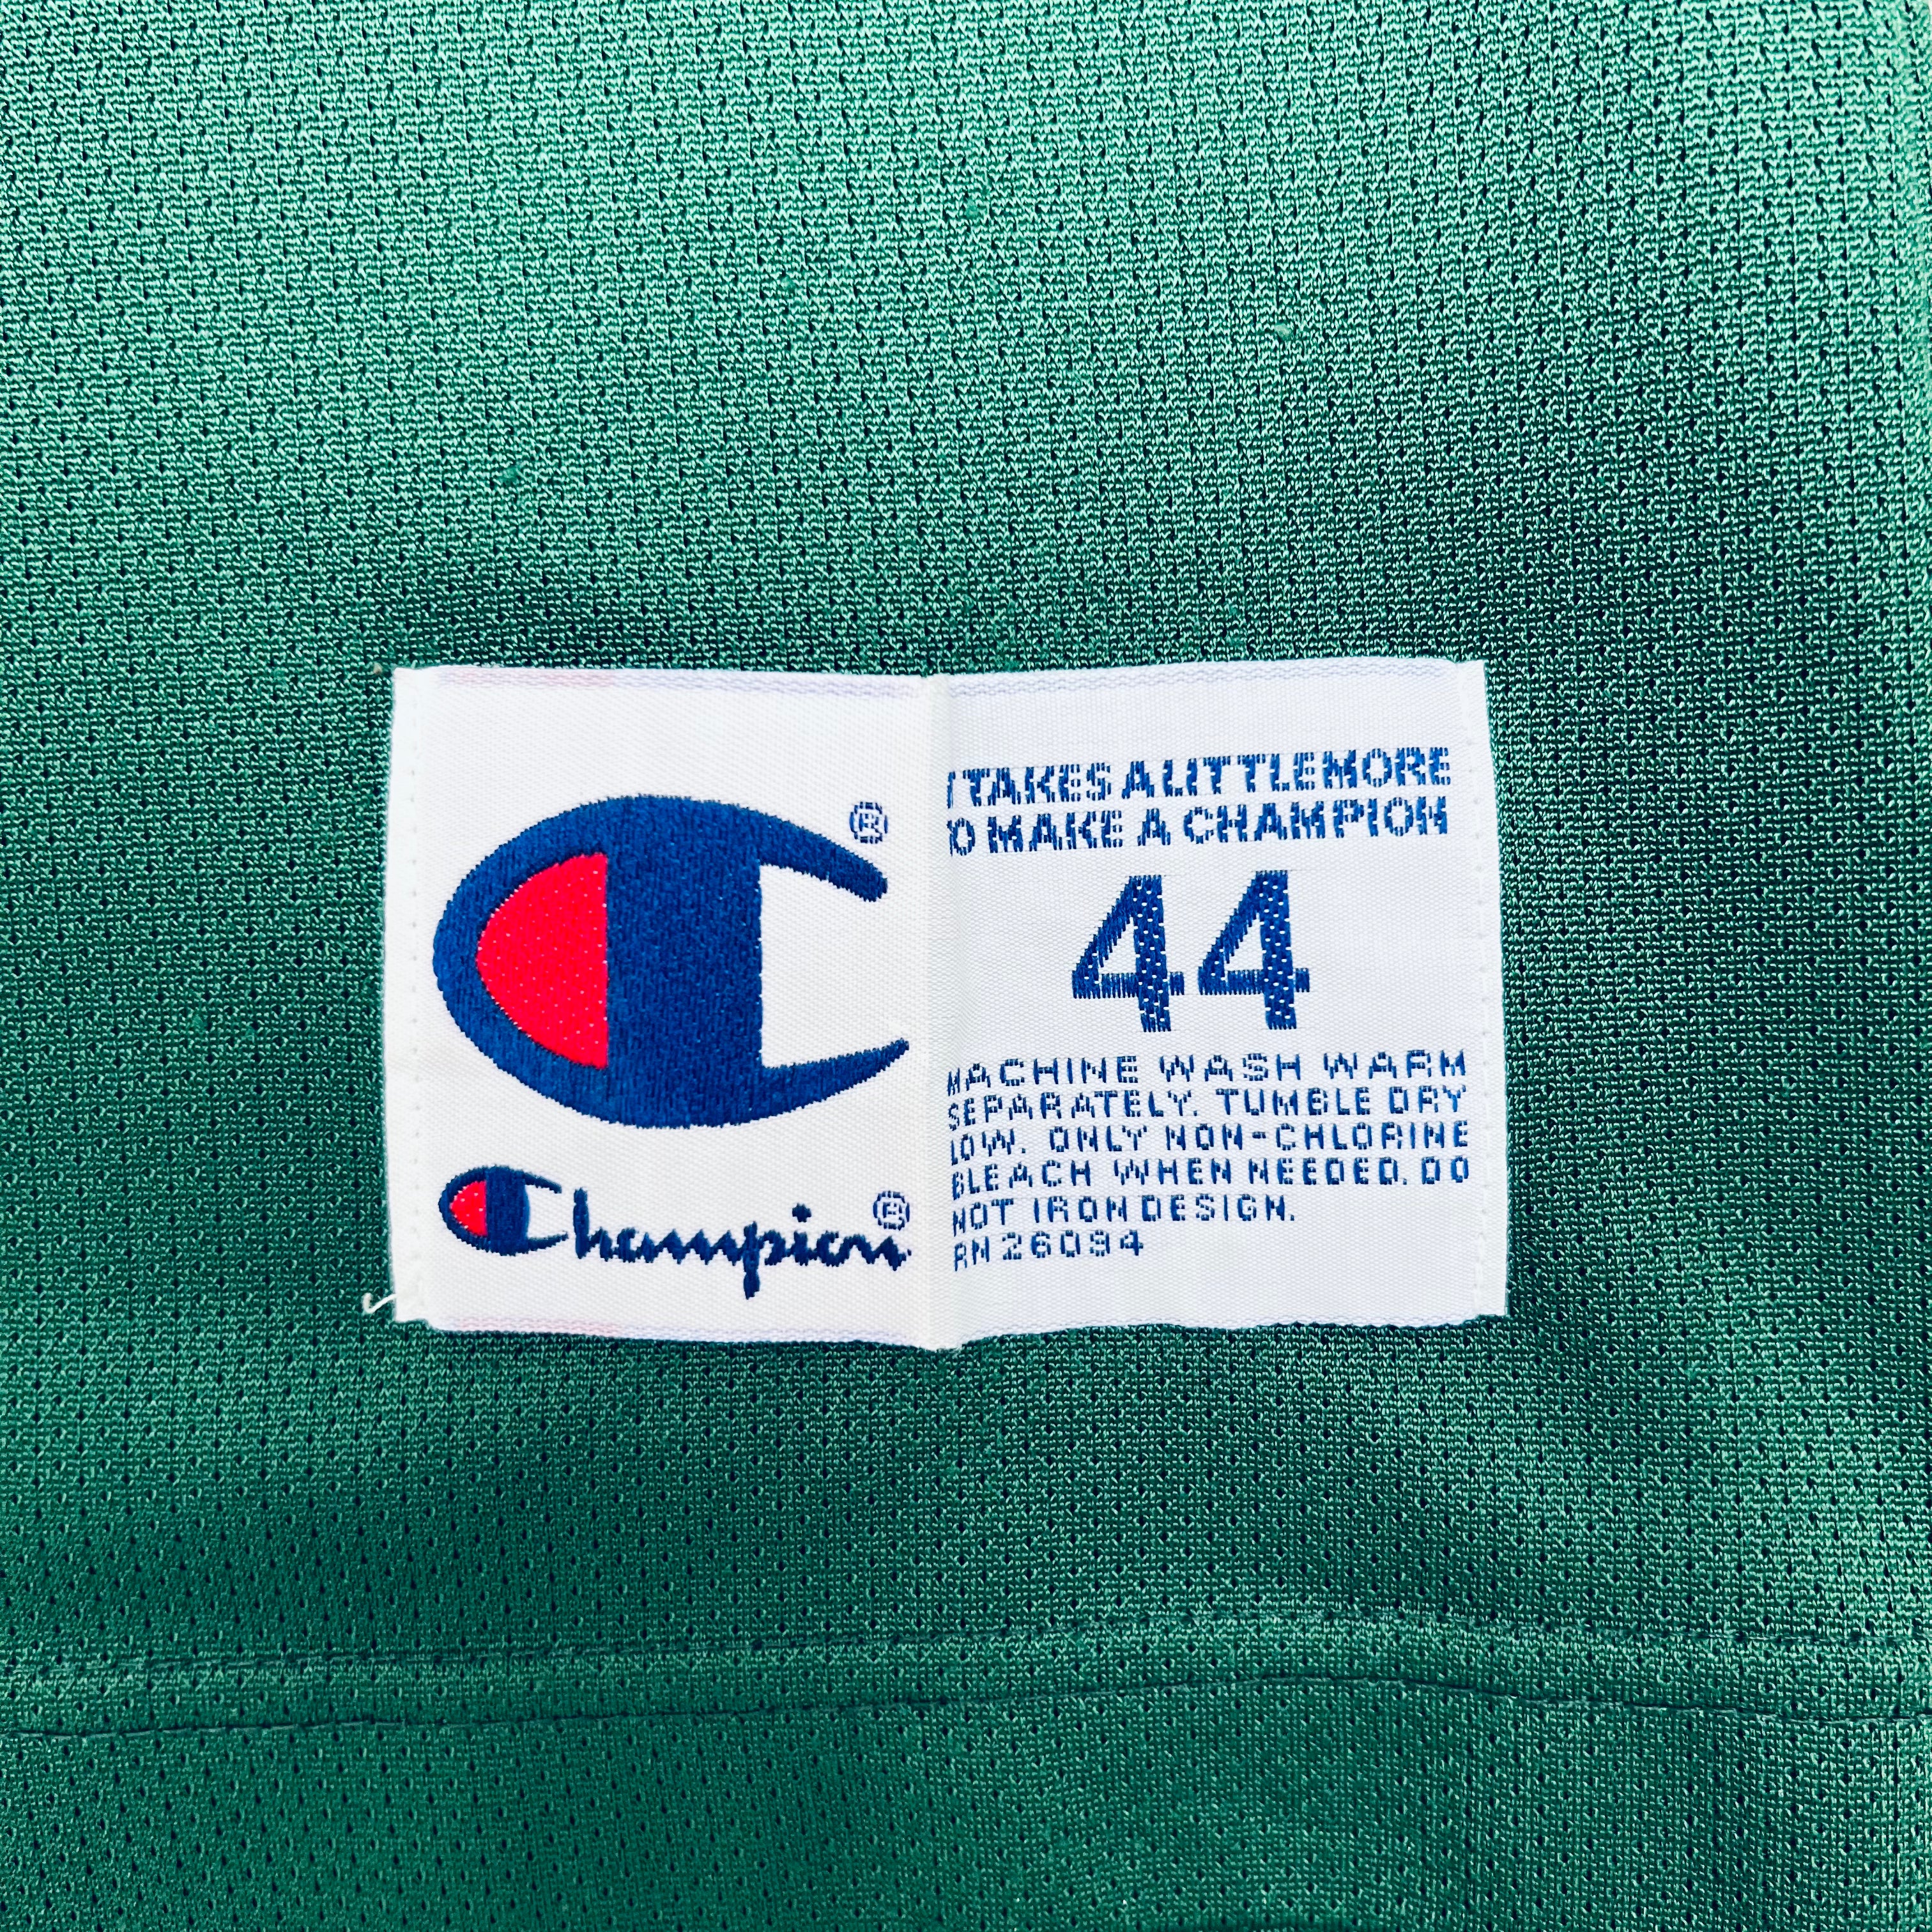 ®
Champion®
ITAKES A LITTLE MORE
O MAKE A CHAMPION
44
MACHINE WASH WARM
SEPARATELY. TUMBLE DRY
LOW. ONLY NON-CHLORINE
BLEACH WHEN NEEDED. DO
NOT IRON DESIGN.
RN 26094